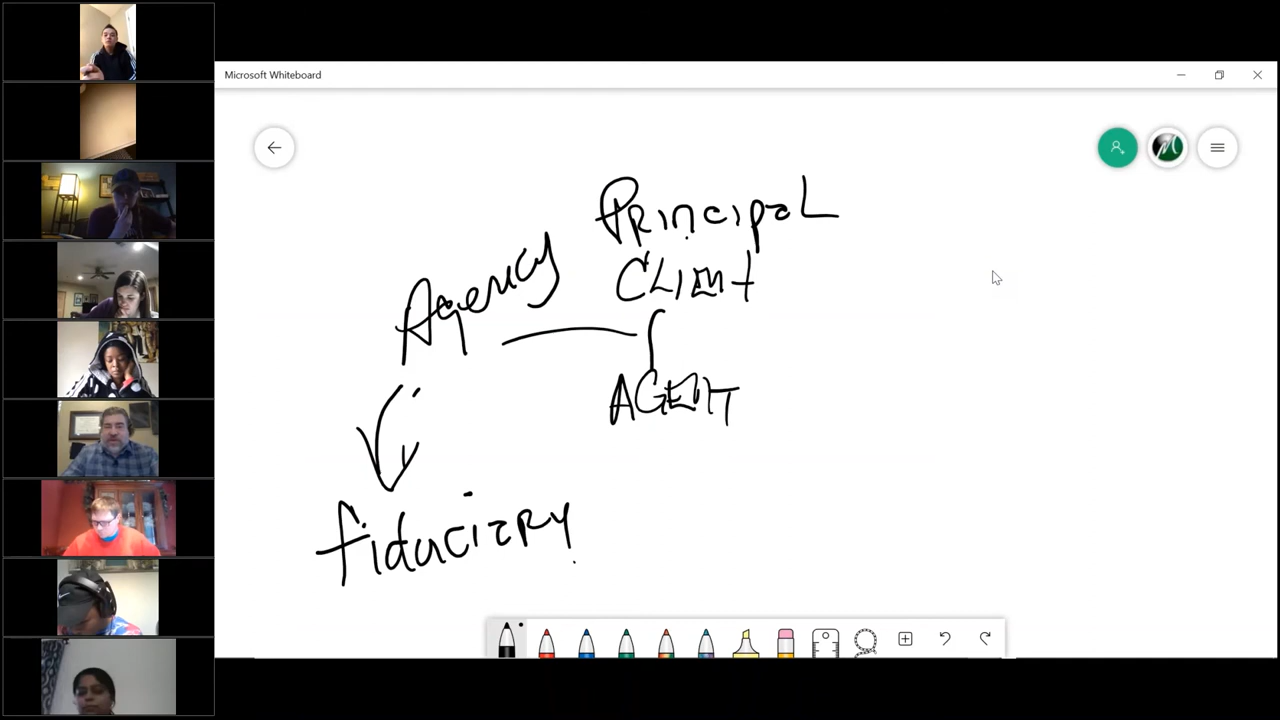 Microsoft Whiteboard
Principal
Client
Agency
AGENT
fiduciary